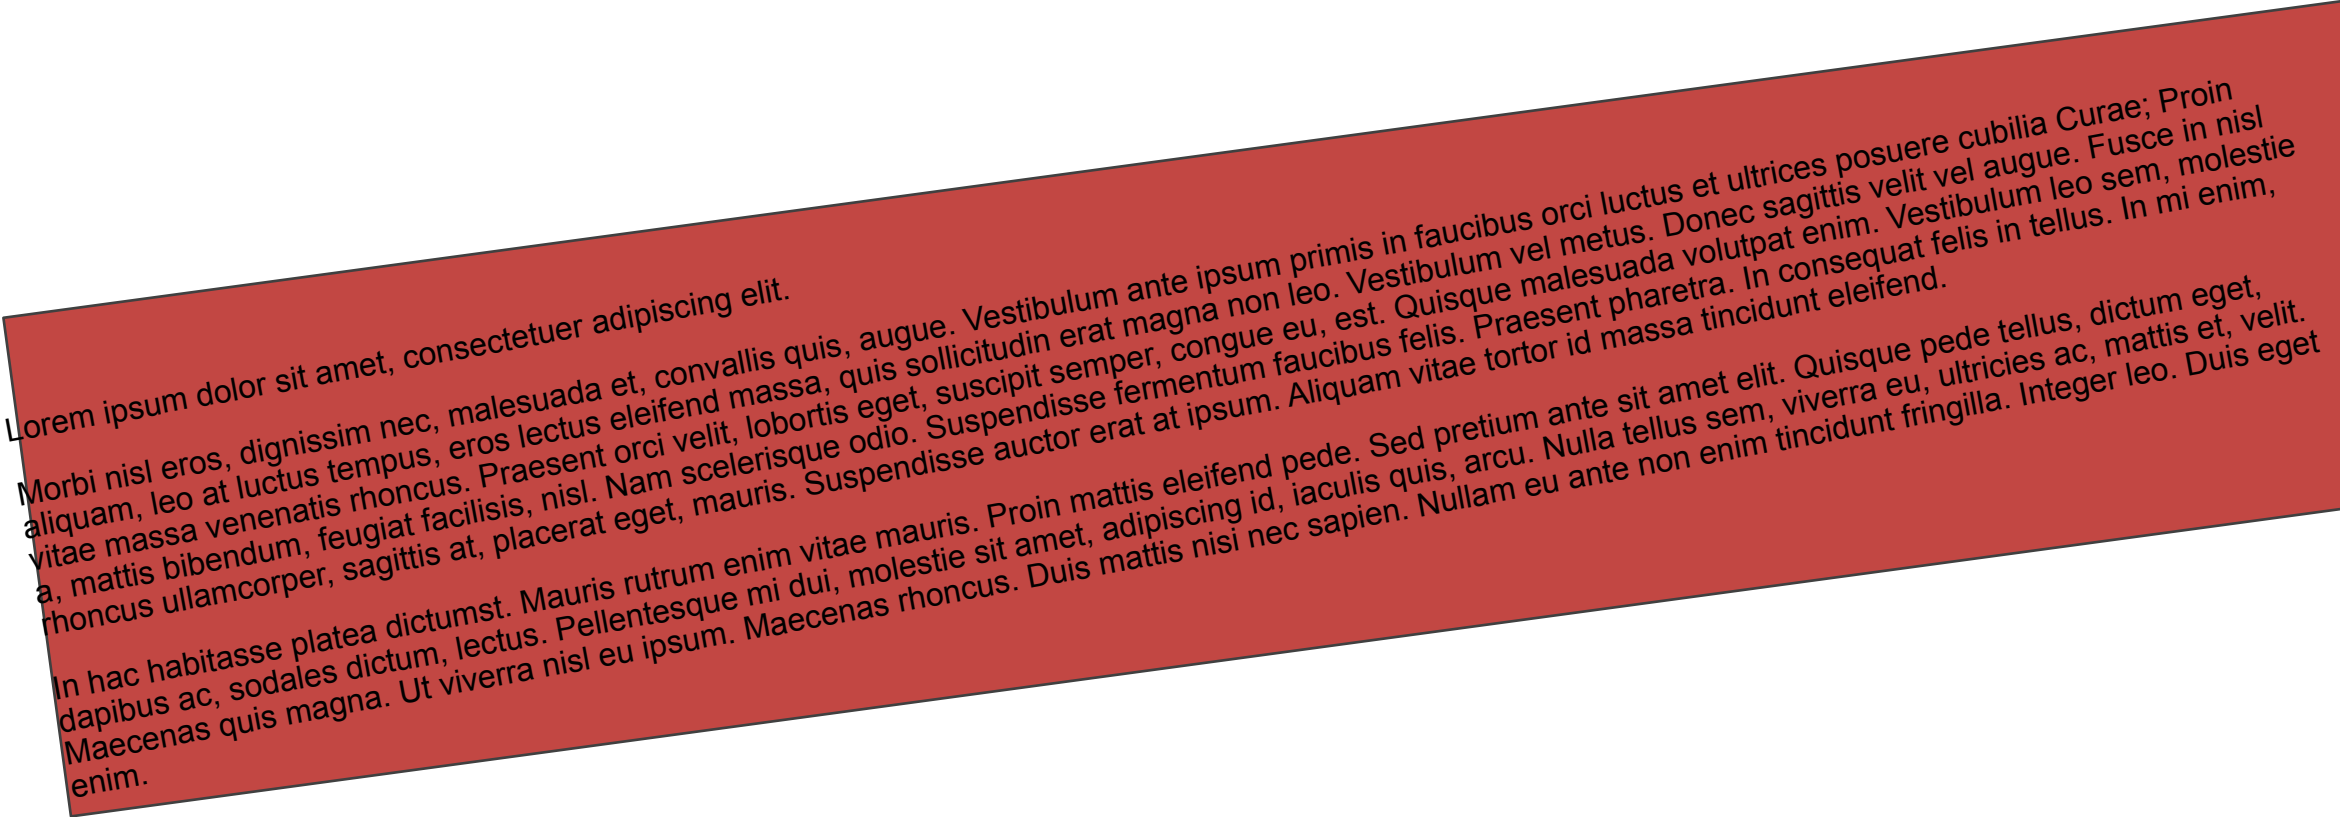 Lorem ipsum dolor sit amet, consectetuer adipiscing elit.
Morbi nisl eros, dignissim nec, malesuada et, convallis quis, augue. Vestibulum ante ipsum primis in faucibus orci luctus et ultrices posuere cubilia Curae; Proin
aliquam, leo at luctus tempus, eros lectus eleifend massa, quis sollicitudin erat magna non leo. Vestibulum vel metus. Donec sagittis velit vel augue. Fusce in nisl
vitae massa venenatis rhoncus. Praesent orci velit, lobortis eget, suscipit semper, congue eu, est. Quisque malesuada volutpat enim. Vestibulum leo sem, molestie
a, mattis bibendum, feugiat facilisis, nisl. Nam scelerisque odio. Suspendisse fermentum faucibus felis. Praesent pharetra. In consequat felis in tellus. In mi enim,
rhoncus ullamcorper, sagittis at, placerat eget, mauris. Suspendisse auctor erat at ipsum. Aliquam vitae tortor id massa tincidunt eleifend.
In hac habitasse platea dictumst. Mauris rutrum enim vitae mauris. Proin mattis eleifend pede. Sed pretium ante sit amet elit. Quisque pede tellus, dictum eget,
dapibus ac, sodales dictum, lectus. Pellentesque mi dui, molestie sit amet, adipiscing id, iaculis quis, arcu. Nulla tellus sem, viverra eu, ultricies ac, mattis et, velit.
Maecenas quis magna. Ut viverra nisl eu ipsum. Maecenas rhoncus. Duis mattis nisi nec sapien. Nullam eu ante non enim tincidunt fringilla. Integer leo. Duis eget
enim.